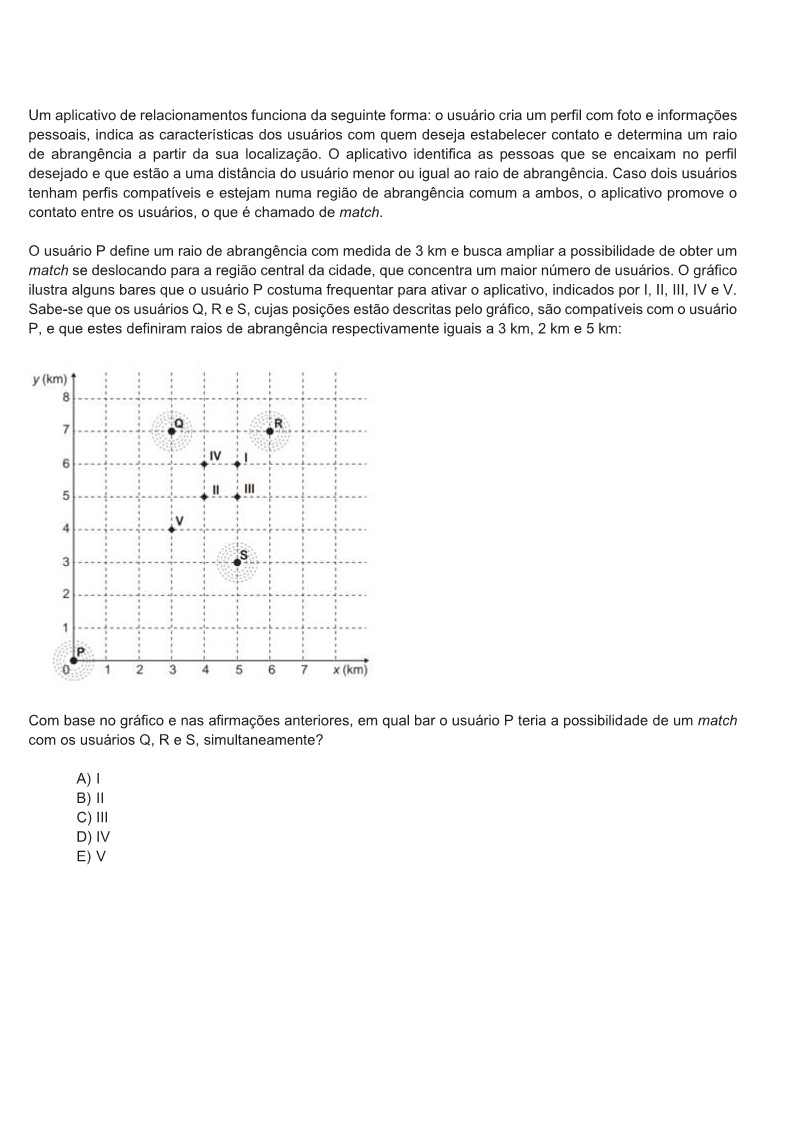 Um aplicativo de relacionamentos funciona da seguinte forma: o usuário cria um perfil com foto e informações
pessoais, indica as características dos usuários com quem deseja estabelecer contato e determina um raio
de abrangência a partir da sua localização. O aplicativo identifica as pessoas que se encaixam no perfil
desejado e que estão a uma distância do usuário menor ou igual ao raio de abrangência. Caso dois usuários
tenham perfis compatíveis e estejam numa região de abrangência comum a ambos, o aplicativo promove o
contato entre os usuários, o que é chamado de match.
O usuário P define um raio de abrangência com medida de 3 km e busca ampliar a possibilidade de obter um
match se deslocando para a região central da cidade, que concentra um maior número de usuários. O gráfico
ilustra alguns bares que o usuário P costuma frequentar para ativar o aplicativo, indicados por I, II, III, IV e V.
Sabe-se que os usuários Q, R e S, cujas posições estão descritas pelo gráfico, são compatíveis com o usuário
P, e que estes definiram raios de abrangência respectivamente iguais a 3 km, 2 km e 5 km:
y (km)
8
7 Q R
6 IV I
5 II III
4 V
3 S
2
1
P
0 1 2 3 4 5 6 7 x (km)
Com base no gráfico e nas afirmações anteriores, em qual bar o usuário P teria a possibilidade de um match
com os usuários Q, R e S, simultaneamente?
A) I
B) II
C) III
D) IV
E) V